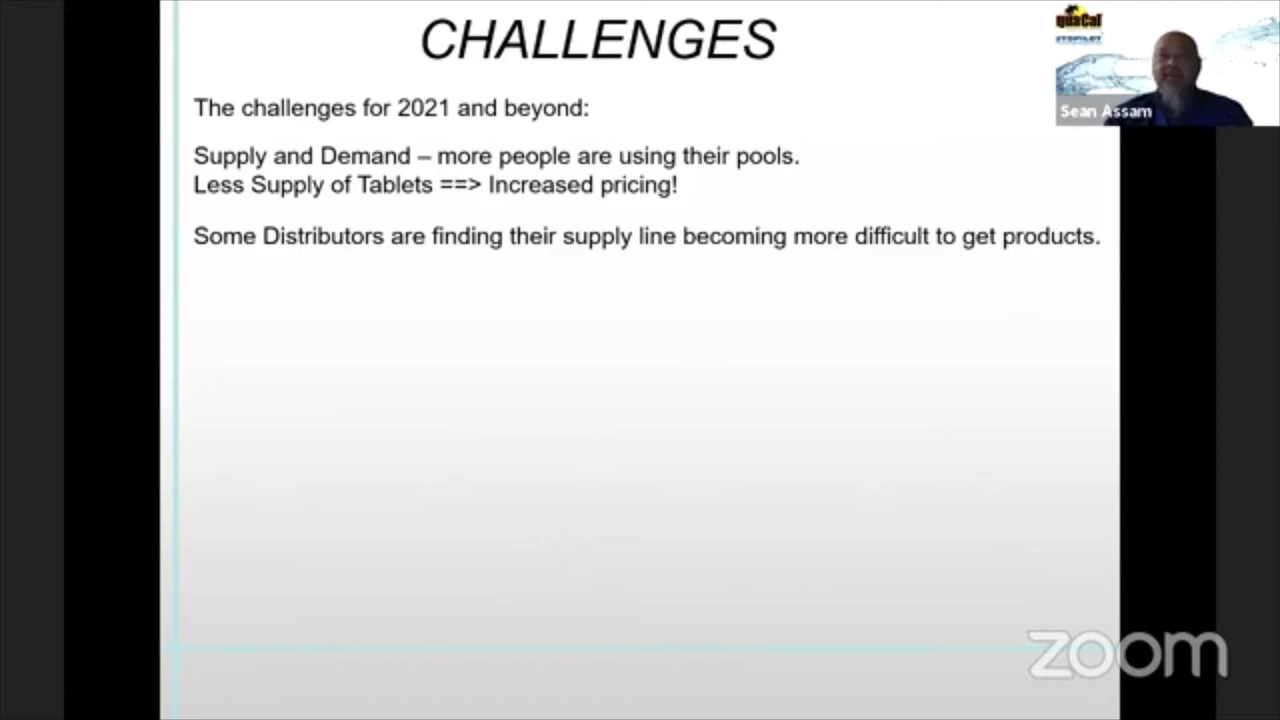 CHALLENGES
The challenges for 2021 and beyond:
Supply and Demand – more people are using their pools.
Less Supply of Tablets ==> Increased pricing!
Some Distributors are finding their supply line becoming more difficult to get products.
quaCal
UTOPILOT
Sean Assam
zoom